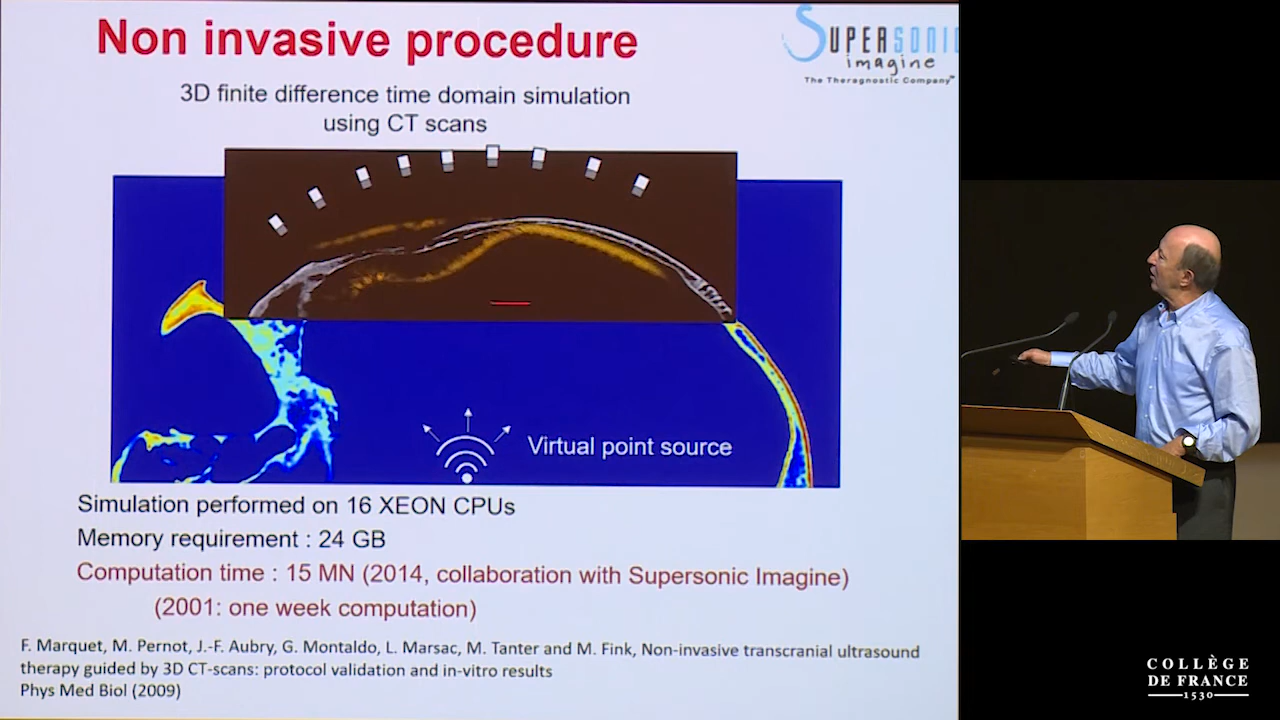 Non invasive procedure
SUPERSONIC
imagine
The Theragnostic Company™
3D finite difference time domain simulation
using CT scans
Virtual point source
Simulation performed on 16 XEON CPUs
Memory requirement : 24 GB
Computation time : 15 MN (2014, collaboration with Supersonic Imagine)
(2001: one week computation)
F. Marquet, M. Pernot, J.-F. Aubry, G. Montaldo, L. Marsac, M. Tanter and M. Fink, Non-invasive transcranial ultrasound
therapy guided by 3D CT-scans: protocol validation and in-vitro results
Phys Med Biol (2009)
COLLÈGE
DE FRANCE
1530